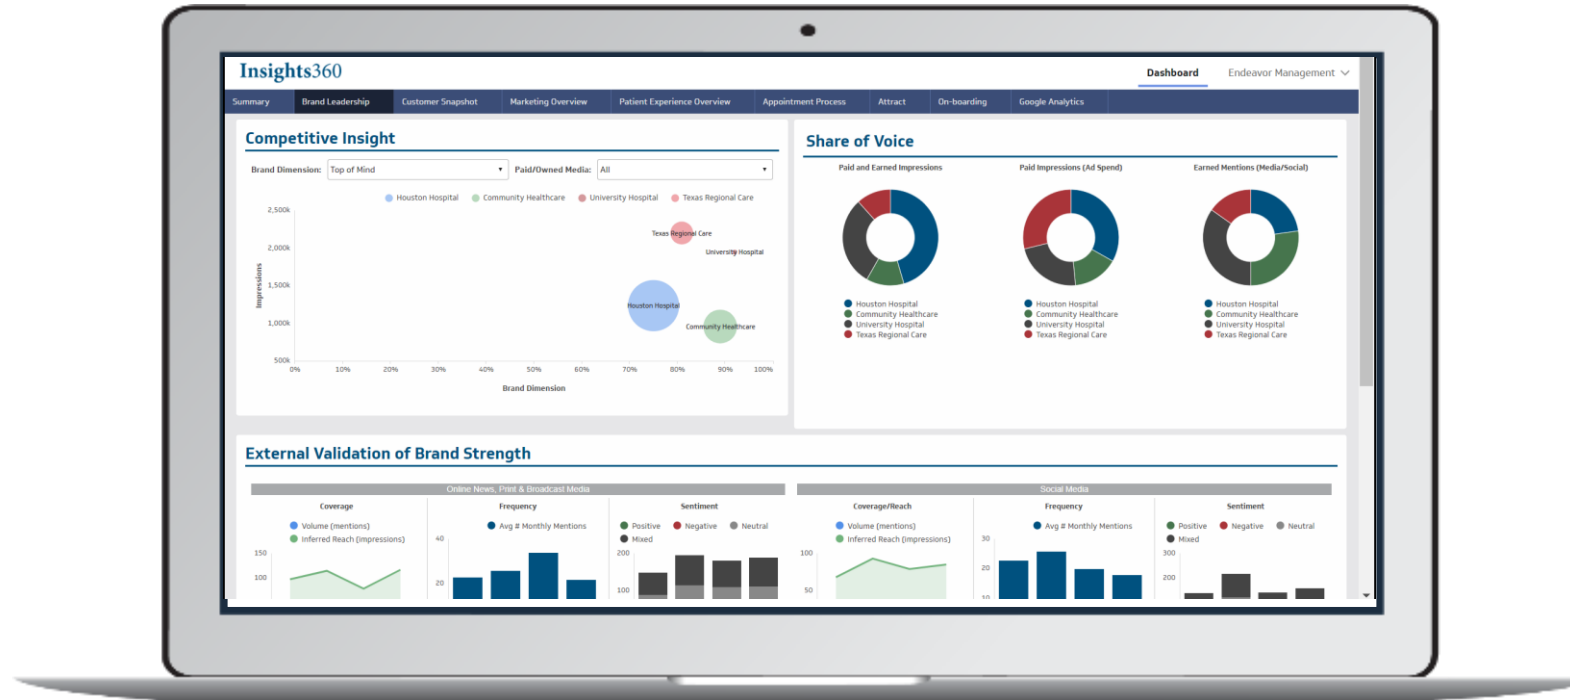 Insights360
Dashboard Endeavor Management
Summary Brand Leadership Customer Snapshot Marketing Overview Patient Experience Overview Appointment Process Attract On-boarding Google Analytics
Competitive Insight
Brand Dimension: Top of Mind Paid/Owned Media: All
Houston Hospital Community Healthcare University Hospital Texas Regional Care
2,500k
2,000k
1,500k
1,000k
500k
Impressions
Texas Regional Care
University Hospital
Houston Hospital
Community Healthcare
0% 10% 20% 30% 40% 50% 60% 70% 80% 90% 100%
Brand Dimension
Share of Voice
Paid and Earned Impressions
Houston Hospital
Community Healthcare
University Hospital
Texas Regional Care
Paid Impressions (Ad Spend)
Houston Hospital
Community Healthcare
University Hospital
Texas Regional Care
Earned Mentions (Media/Social)
Houston Hospital
Community Healthcare
University Hospital
Texas Regional Care
External Validation of Brand Strength
Online News, Print & Broadcast Media
Coverage
Volume (mentions)
Inferred Reach (impressions)
150
100
Frequency
Avg # Monthly Mentions
40
20
Sentiment
Positive Negative Neutral
Mixed
200
100
Social Media
Coverage/Reach
Volume (mentions)
Inferred Reach (impressions)
100
50
Frequency
Avg # Monthly Mentions
30
20
10
Sentiment
Positive Negative Neutral
Mixed
300
200